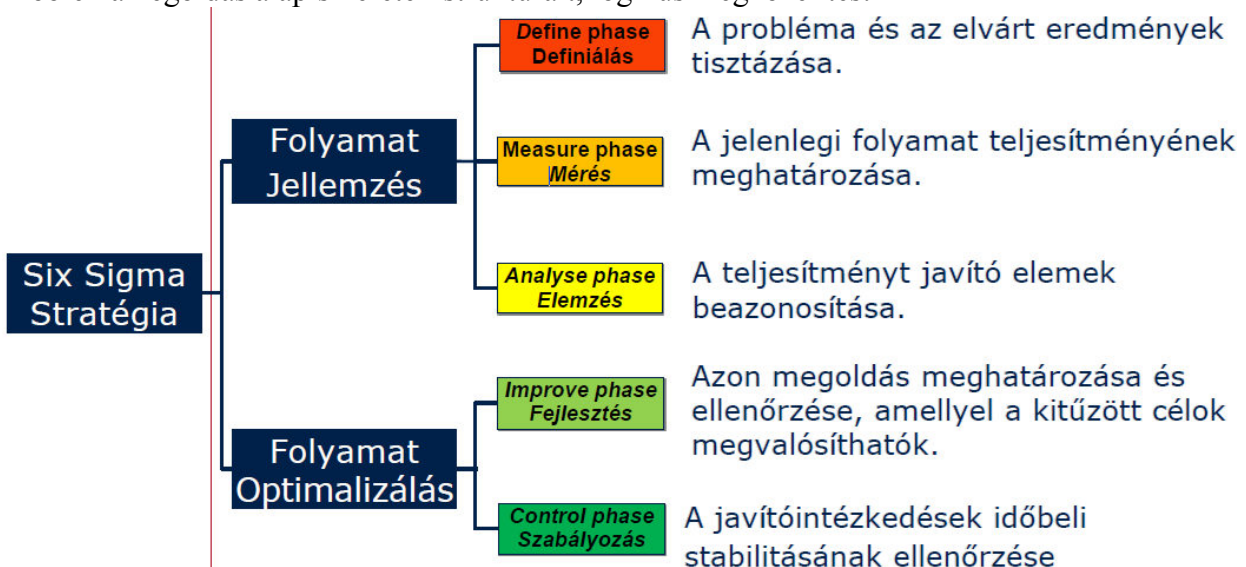 Six Sigma
Stratégia
Folyamat
Jellemzés
Define phase
Definiálás
A probléma és az elvárt eredmények
tisztázása.
Measure phase
Mérés
A jelenlegi folyamat teljesítményének
meghatározása.
Analyse phase
Elemzés
A teljesítményt javító elemek
beazonosítása.
Folyamat
Optimalizálás
Improve phase
Fejlesztés
Azon megoldás meghatározása és
ellenőrzése, amellyel a kitűzött célok
megvalósíthatók.
Control phase
Szabályozás
A javítóintézkedések időbeli
stabilitásának ellenőrzése